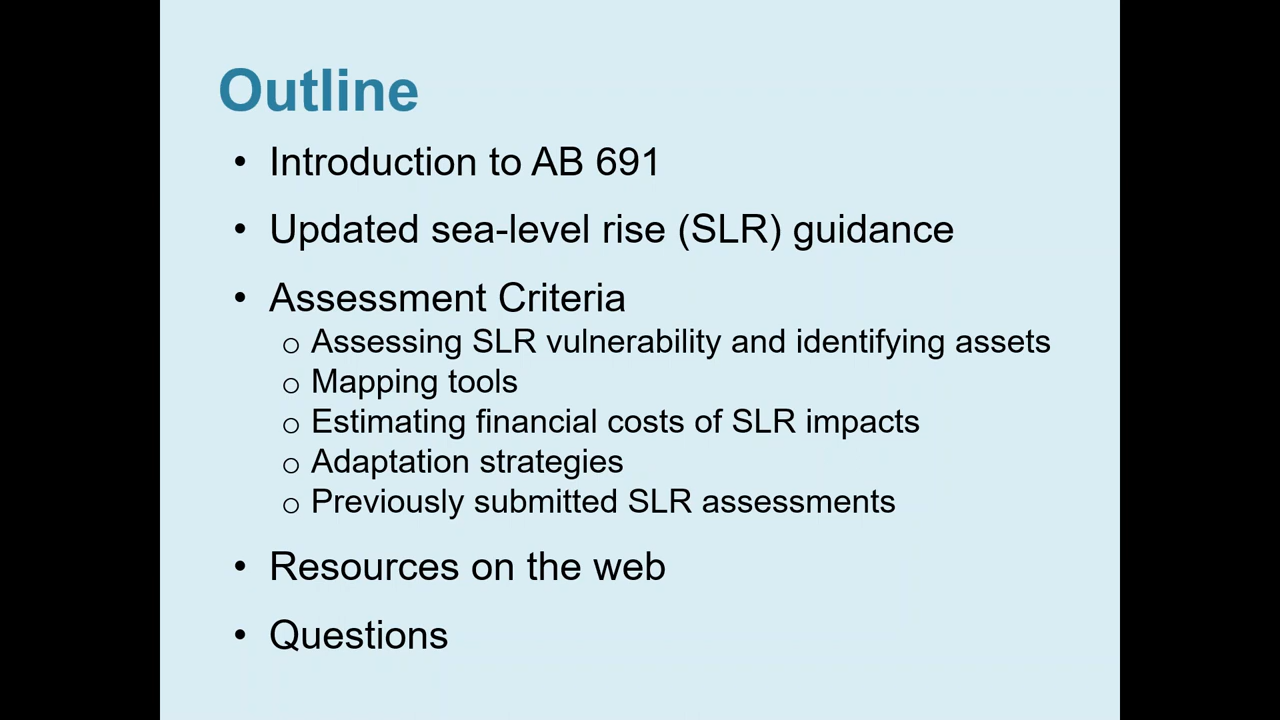 Outline
• Introduction to AB 691
• Updated sea-level rise (SLR) guidance
• Assessment Criteria
o Assessing SLR vulnerability and identifying assets
o Mapping tools
o Estimating financial costs of SLR impacts
o Adaptation strategies
o Previously submitted SLR assessments
• Resources on the web
• Questions